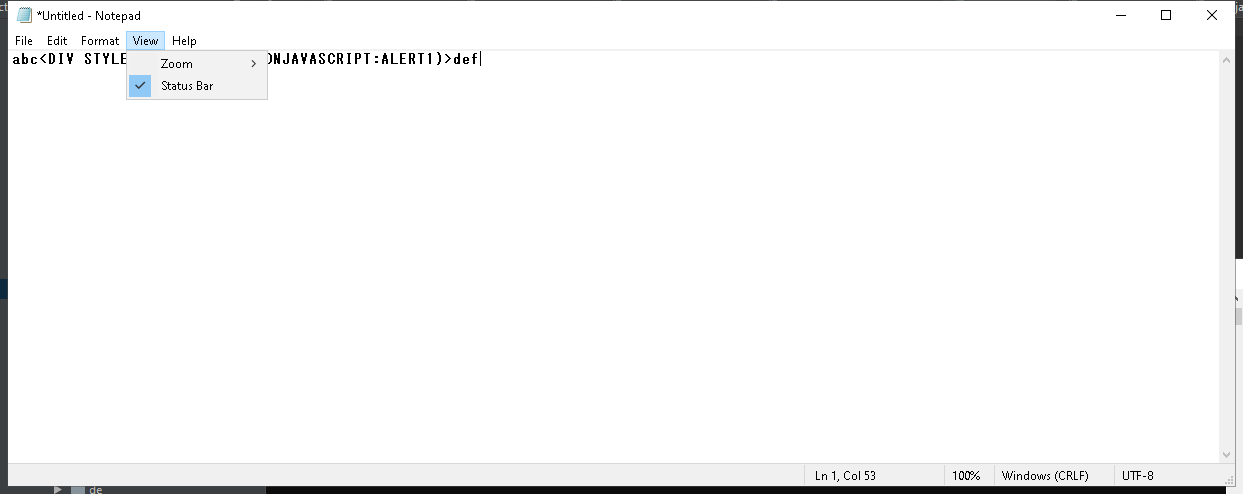 *Untitled - Notepad
File Edit Format View Help
abc<DIV STYLE ONJAVASCRIPT:ALERT1)>def
Zoom
Status Bar
Ln 1, Col 53 100% Windows (CRLF) UTF-8
de